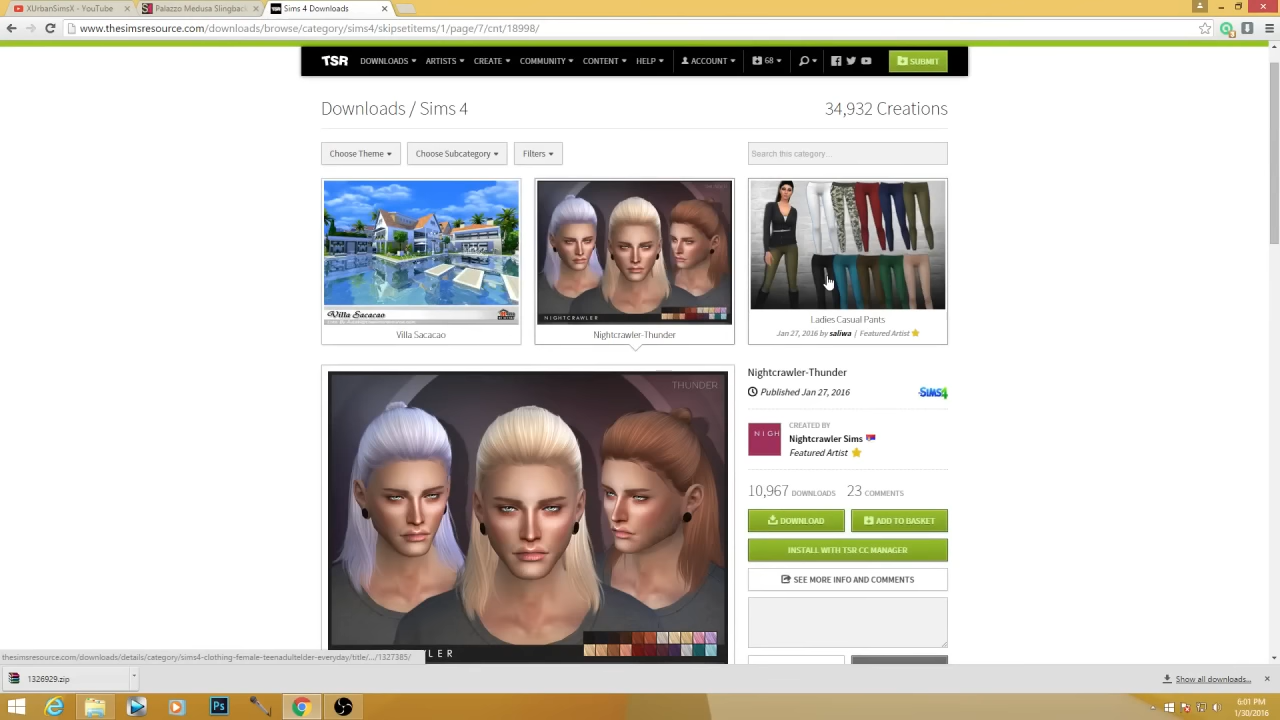 XUrbanSimsX - YouTube
Palazzo Medusa Slingback
Sims 4 Downloads
www.thesimsresource.com/downloads/browse/category/sims4/skipsetitems/1/page/7/cnt/18998/
TSR DOWNLOADS ARTISTS CREATE COMMUNITY CONTENT HELP ACCOUNT 68 SUBMIT
Downloads / Sims 4
34,932 Creations
Choose Theme
Choose Subcategory
Filters
Search this category...
Villa Sacacao
NIGHTCRAWLER
Villa Sacacao
Nightcrawler-Thunder
Ladies Casual Pants
Jan 27, 2016 by saliwa | Featured Artist
THUNDER
LER
Nightcrawler-Thunder
Published Jan 27, 2016
SIMS4
NIGH
CREATED BY
Nightcrawler Sims
Featured Artist
10,967 DOWNLOADS 23 COMMENTS
DOWNLOAD
ADD TO BASKET
INSTALL WITH TSR CC MANAGER
SEE MORE INFO AND COMMENTS
thesimsresource.com/downloads/details/category/sims4-clothing-female-teenadultelder-everyday/title/.../1327385/
1326929.zip
Show all downloads...
Ps
6:01 PM
1/30/2016